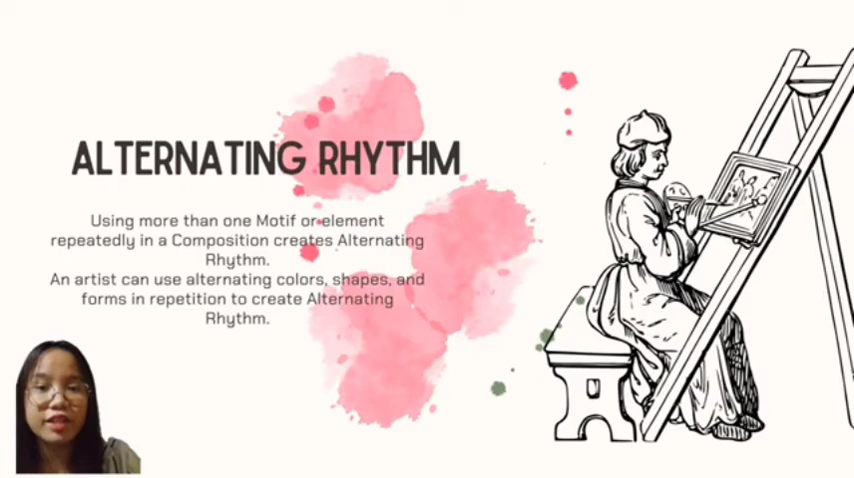 ALTERNATING RHYTHM
Using more than one Motif or element
repeatedly in a Composition creates Alternating
Rhythm.
An artist can use alternating colors, shapes, and
forms in repetition to create Alternating
Rhythm.